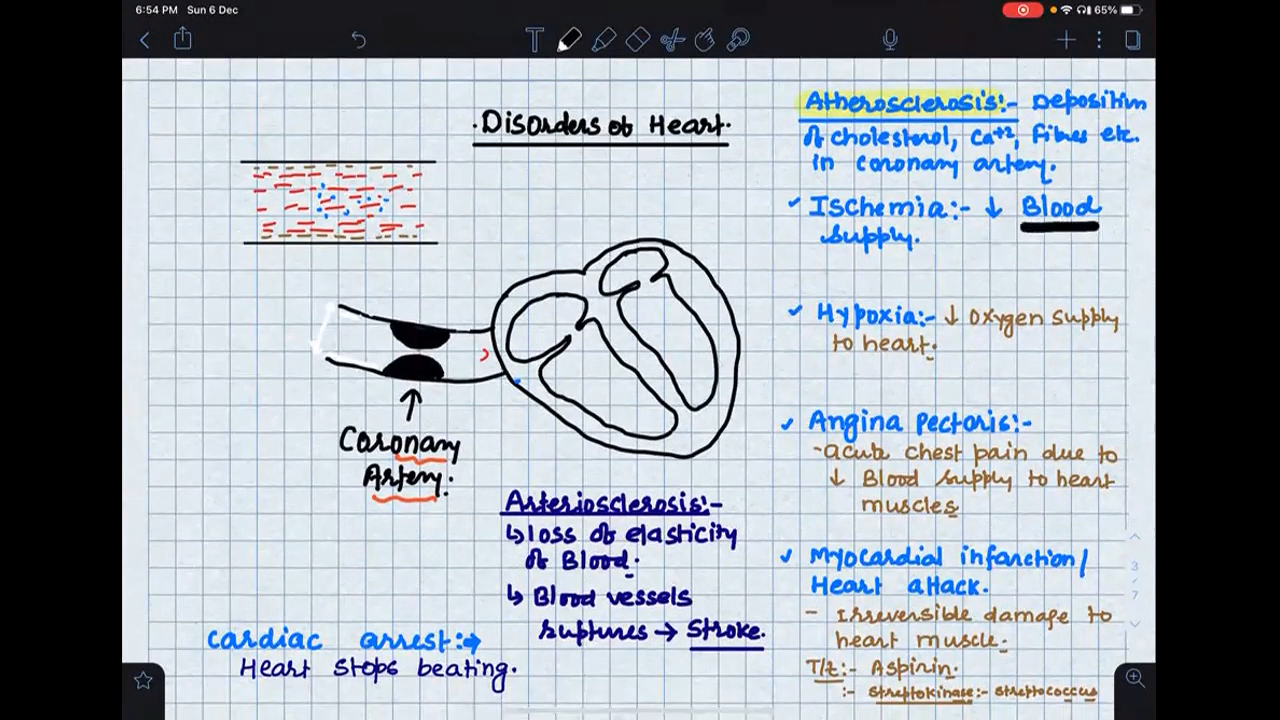 6:54 PM Sun 6 Dec
65%
T
.Disorders of Heart.
Atherosclerosis:- Deposition
of cholesterol, Ca+2, Fibres etc.
in coronary artery.
Ischemia:- ↓ Blood
supply.
Hypoxia:- ↓ oxygen supply
to heart.
Angina pectoris:-
-acute chest pain due to
↓ Blood supply to heart
muscles
Myocardial infarction/
Heart attack.
- Irreversible damage to
heart muscle.
T/t:- Aspirin.
:- streptokinase:- streptococcus
Coronary
Artery.
Arteriosclerosis:-
↳ loss of elasticity
of Blood.
↳ Blood vessels
ruptures → Stroke.
cardiac arrest:→
Heart stops beating.
3
7